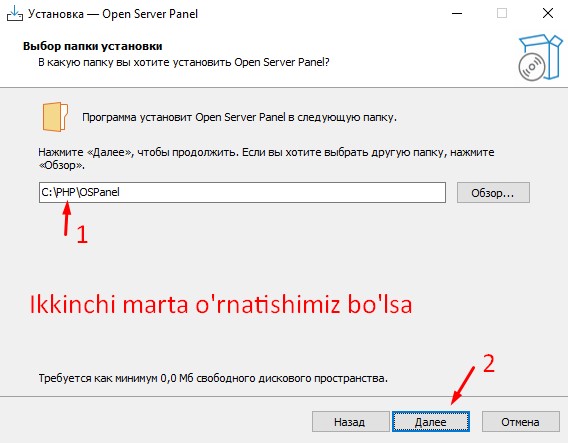 Установка — Open Server Panel
Выбор папки установки
В какую папку вы хотите установить Open Server Panel?
Программа установит Open Server Panel в следующую папку.
Нажмите «Далее», чтобы продолжить. Если вы хотите выбрать другую папку, нажмите
«Обзор».
C:\PHP\OSPanel
Обзор...
1
Ikkinchi marta o'rnatishimiz bo'lsa
2
Требуется как минимум 0,0 Мб свободного дискового пространства.
Назад
Далее
Отмена